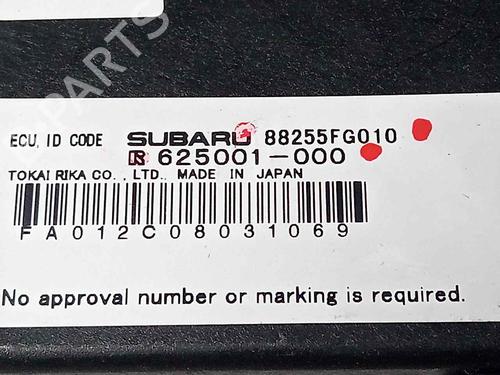 ECU, ID CODE SUBARU 88255FG010
R 625001-000
TOKAI RIKA CO., LTD. MADE IN JAPAN
FA012C08031069
No approval number or marking is required.